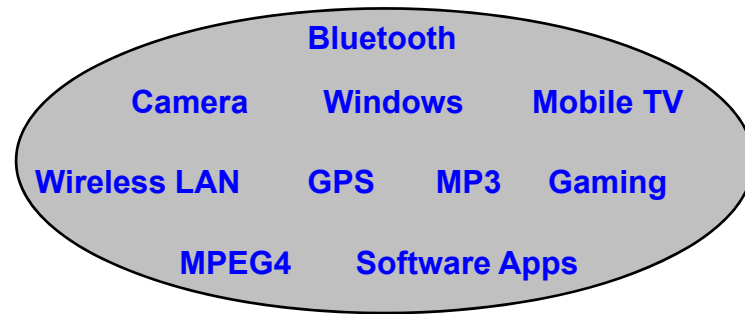 Bluetooth
Camera Windows Mobile TV
Wireless LAN GPS MP3 Gaming
MPEG4 Software Apps